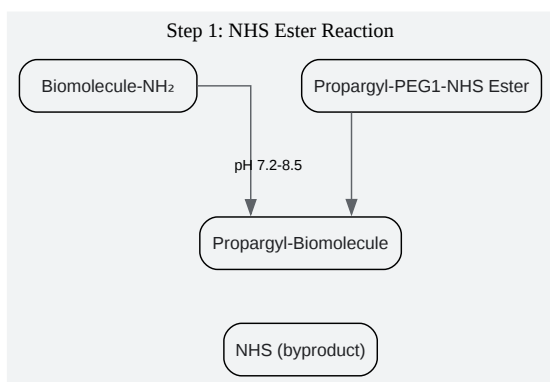 Step 1: NHS Ester Reaction
Biomolecule-NH₂
Propargyl-PEG1-NHS Ester
pH 7.2-8.5
Propargyl-Biomolecule
NHS (byproduct)